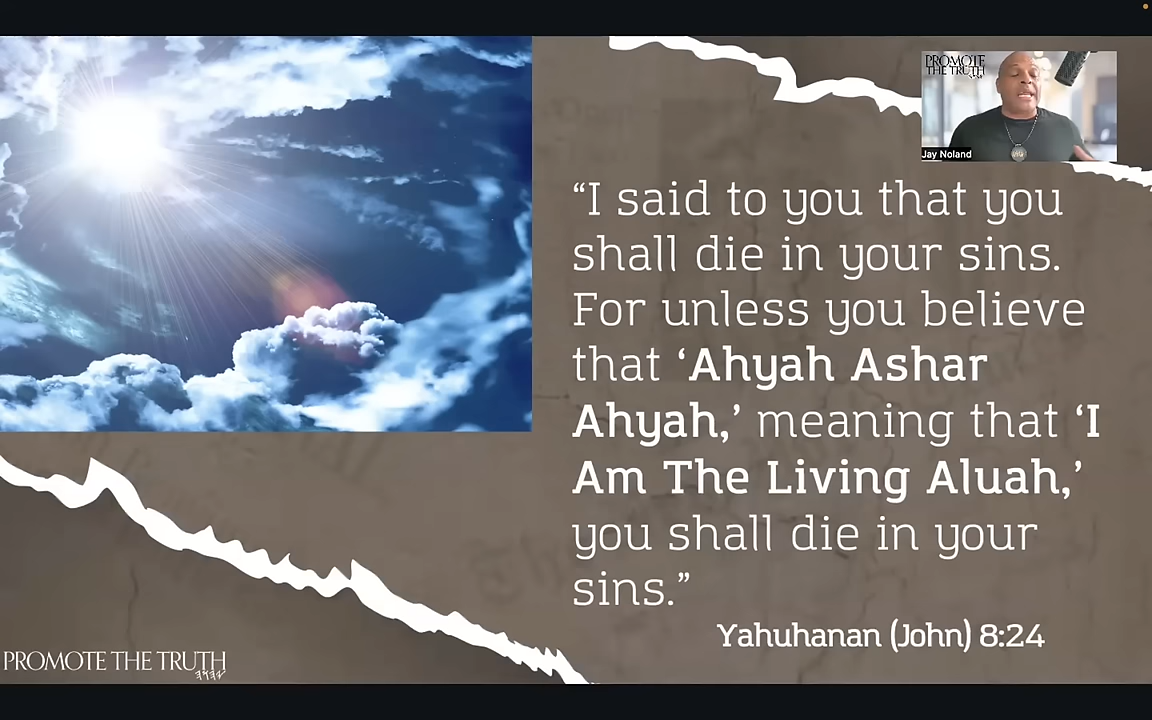 PROMOTE
THE TRUTH
Jay Noland
“I said to you that you
shall die in your sins.
For unless you believe
that ‘Ahyah Ashar
Ahyah,’ meaning that ‘I
Am The Living Aluah,’
you shall die in your
sins.”
Yahuhanan (John) 8:24
PROMOTE THE TRUTH